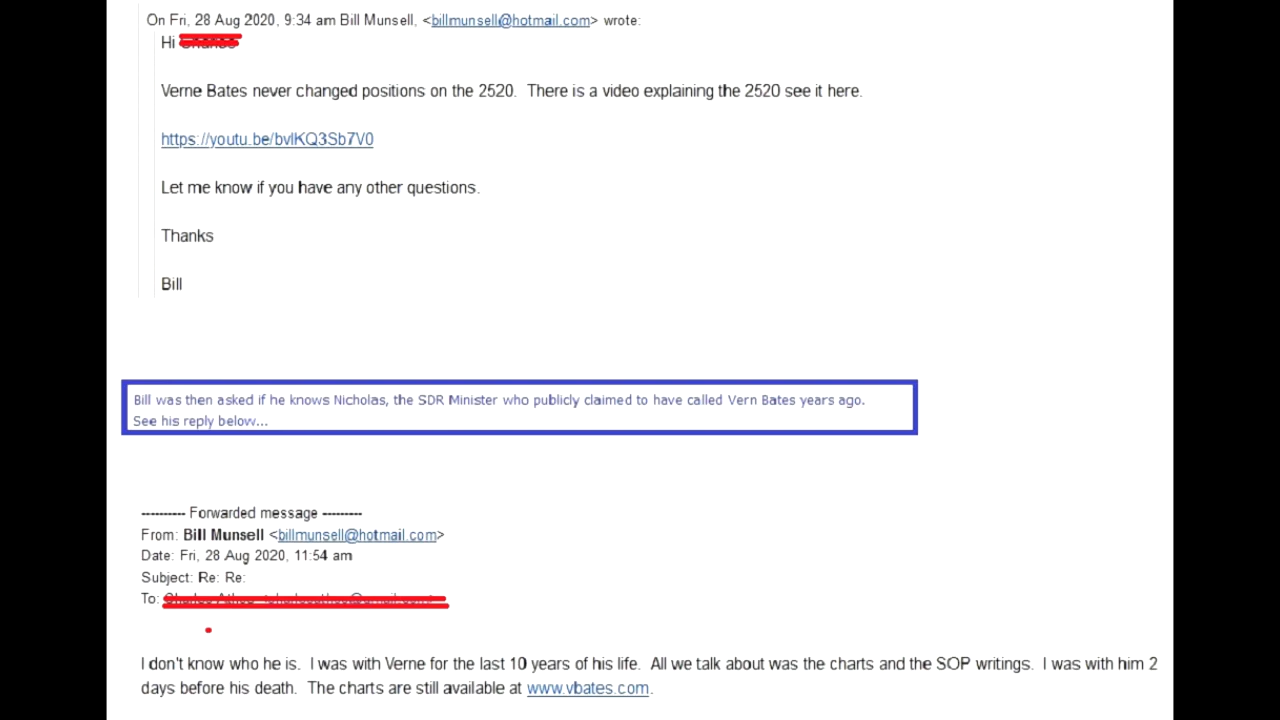 On Fri, 28 Aug 2020, 9:34 am Bill Munsell, <billmunsell@hotmail.com> wrote:
Hi
Verne Bates never changed positions on the 2520. There is a video explaining the 2520 see it here.
https://youtu.be/bvlKQ3Sb7V0
Let me know if you have any other questions.
Thanks
Bill
Bill was then asked if he knows Nicholas, the SDR Minister who publicly claimed to have called Vern Bates years ago.
See his reply below...
---------- Forwarded message ---------
From: Bill Munsell <billmunsell@hotmail.com>
Date: Fri, 28 Aug 2020, 11:54 am
Subject: Re: Re:
To:
I don't know who he is. I was with Verne for the last 10 years of his life. All we talk about was the charts and the SOP writings. I was with him 2
days before his death. The charts are still available at www.vbates.com.